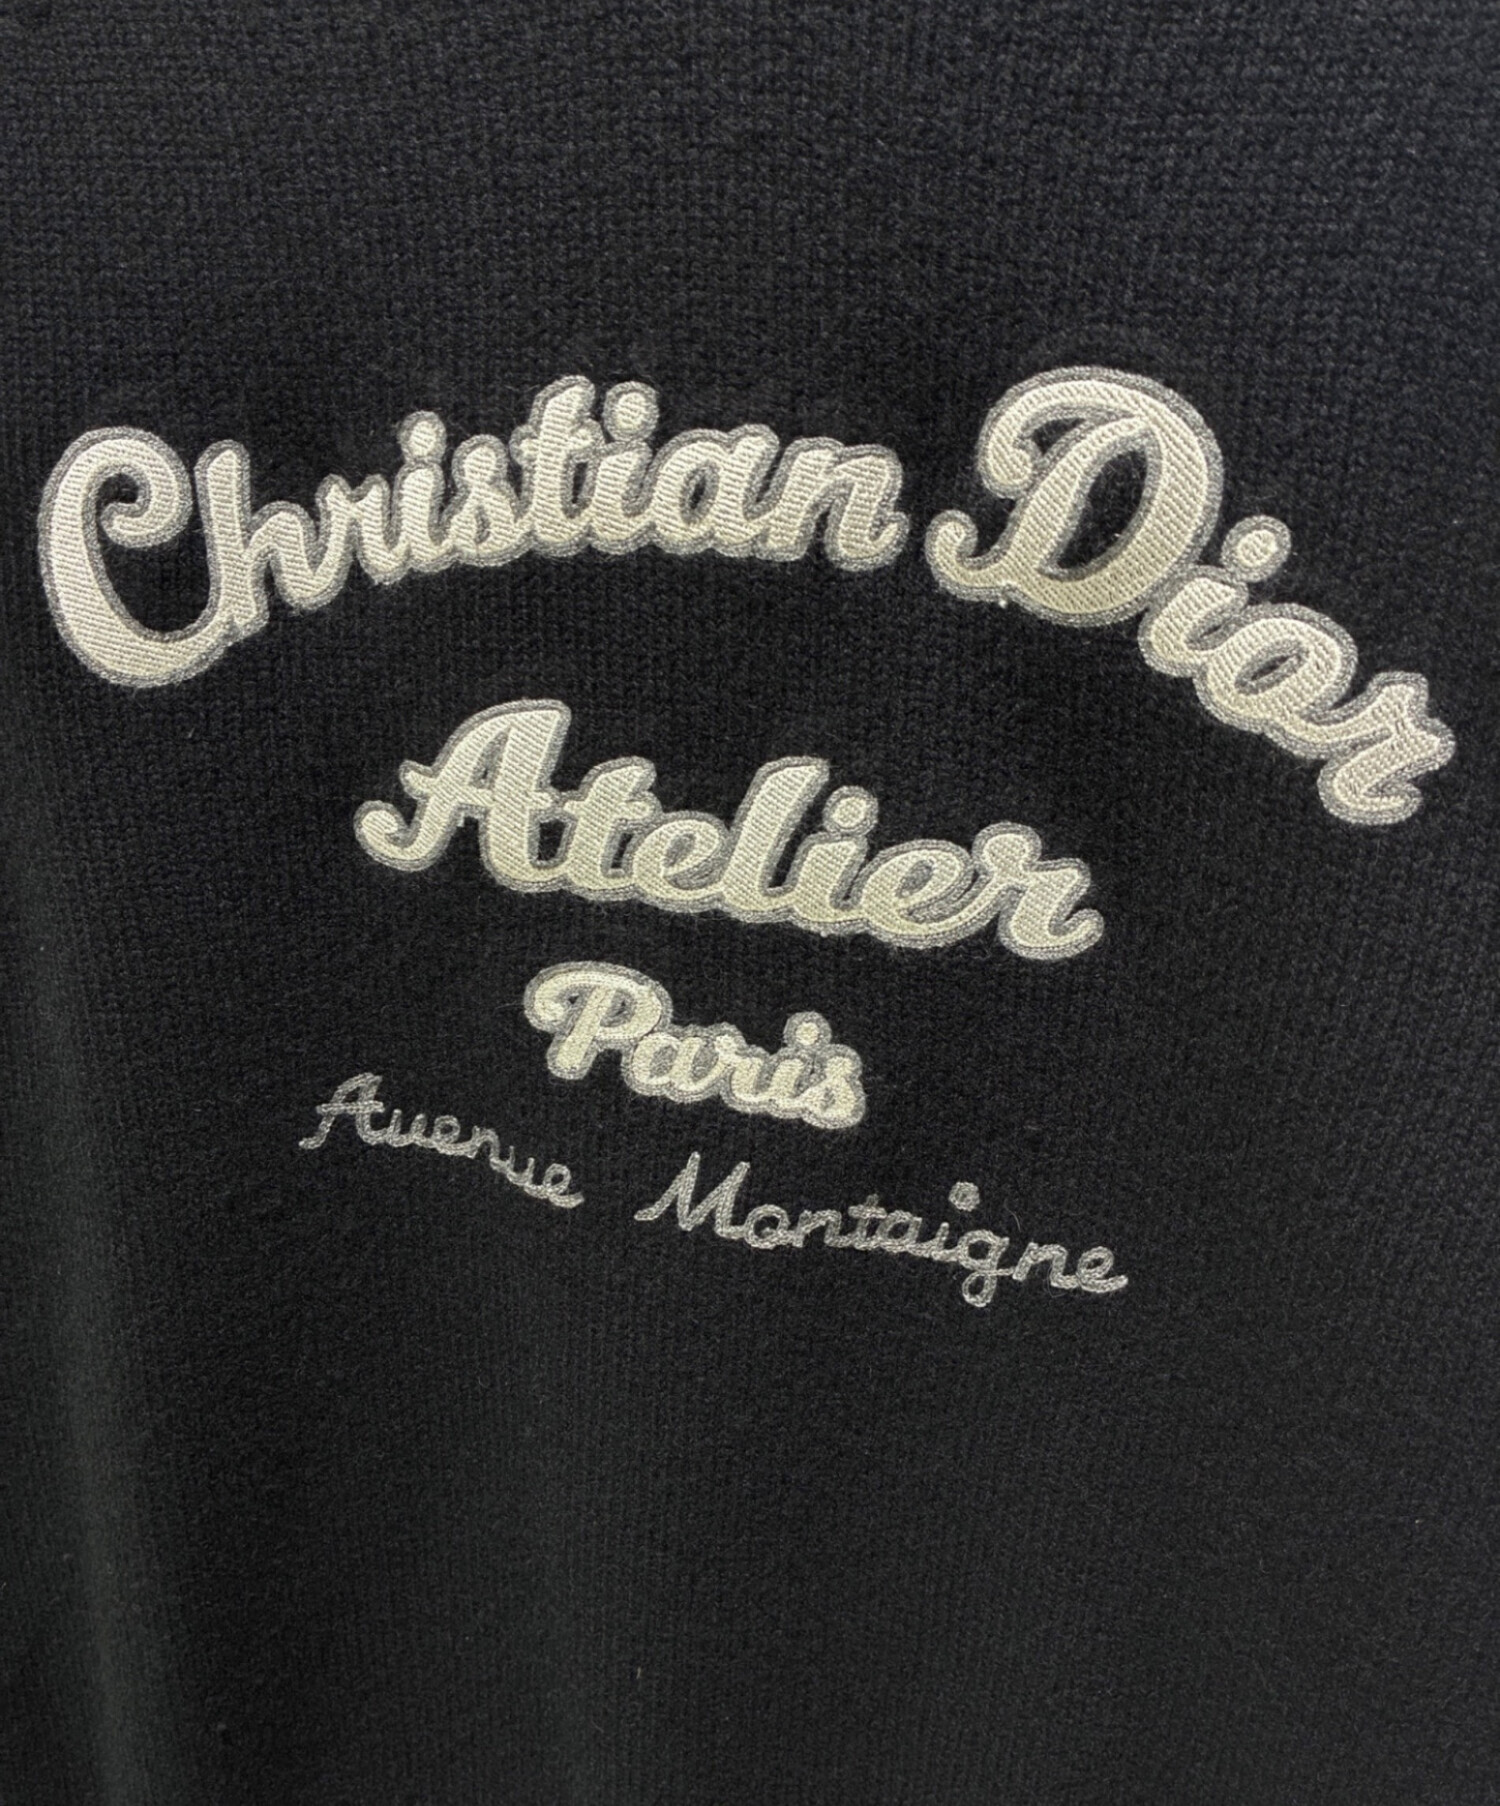 Christian Dior
Atelier
Paris
Avenue Montaigne